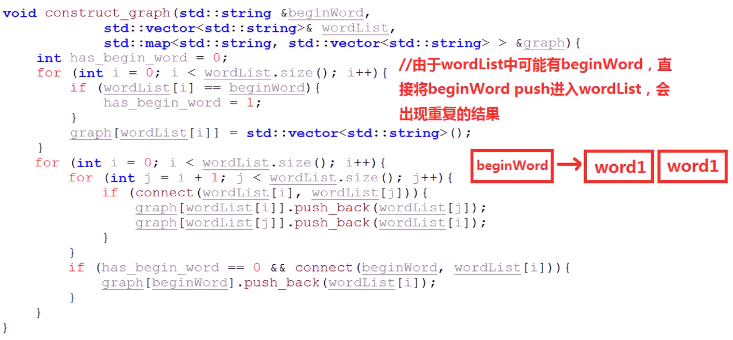 void construct_graph(std::string &beginWord,
std::vector<std::string>& wordList,
std::map<std::string, std::vector<std::string> > &graph){
int has_begin_word = 0;
for (int i = 0; i < wordList.size(); i++){
if (wordList[i] == beginWord){
has_begin_word = 1;
}
graph[wordList[i]] = std::vector<std::string>();
}
for (int i = 0; i < wordList.size(); i++){
for (int j = i + 1; j < wordList.size(); j++){
if (connect(wordList[i], wordList[j])){
graph[wordList[i]].push_back(wordList[j]);
graph[wordList[j]].push_back(wordList[i]);
}
}
if (has_begin_word == 0 && connect(beginWord, wordList[i])){
graph[beginWord].push_back(wordList[i]);
}
}
}
//由于wordList中可能有beginWord，直
接将beginWord push进入wordList，会
出现重复的结果
beginWord word1 word1